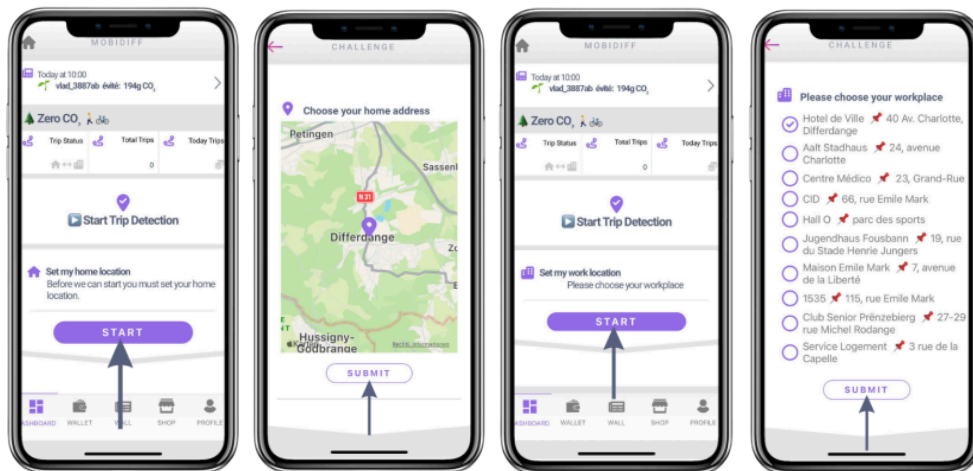 MOBIDIFF
Today at 10:00
vlad_3887ab évité: 194g CO₂
Zero CO₂
Trip Status
Total Trips
Today Trips
0
Start Trip Detection
Set my home location
Before we can start you must set your home
location.
START
DASHBOARD
WALLET
WALL
SHOP
PROFILE
CHALLENGE
Choose your home address
Petingen
Sassenh
N31
Differdange
Hussigny-
Godbrange
Rechtl. Informationen
SUBMIT
MOBIDIFF
Today at 10:00
vlad_3887ab évité: 194g CO₂
Zero CO₂
Trip Status
Total Trips
Today Trips
0
Start Trip Detection
Set my work location
Please choose your workplace
START
DASHBOARD
WALLET
WALL
SHOP
PROFILE
CHALLENGE
Please choose your workplace
Hotel de Ville 📌 40 Av. Charlotte,
Differdange
Aalt Stadhaus 📌 24, avenue
Charlotte
Centre Médico 📌 23, Grand-Rue
CID 📌 66, rue Emile Mark
Hall O 📌 parc des sports
Jugendhaus Fousbann 📌 19, rue
du Stade Henrie Jungers
Maison Emile Mark 📌 7, avenue
de la Liberté
1535 📌 115, rue Emile Mark
Club Senior Prënzebierg 📌 27-29
rue Michel Rodange
Service Logement 📌 3 rue de la
Capelle
SUBMIT